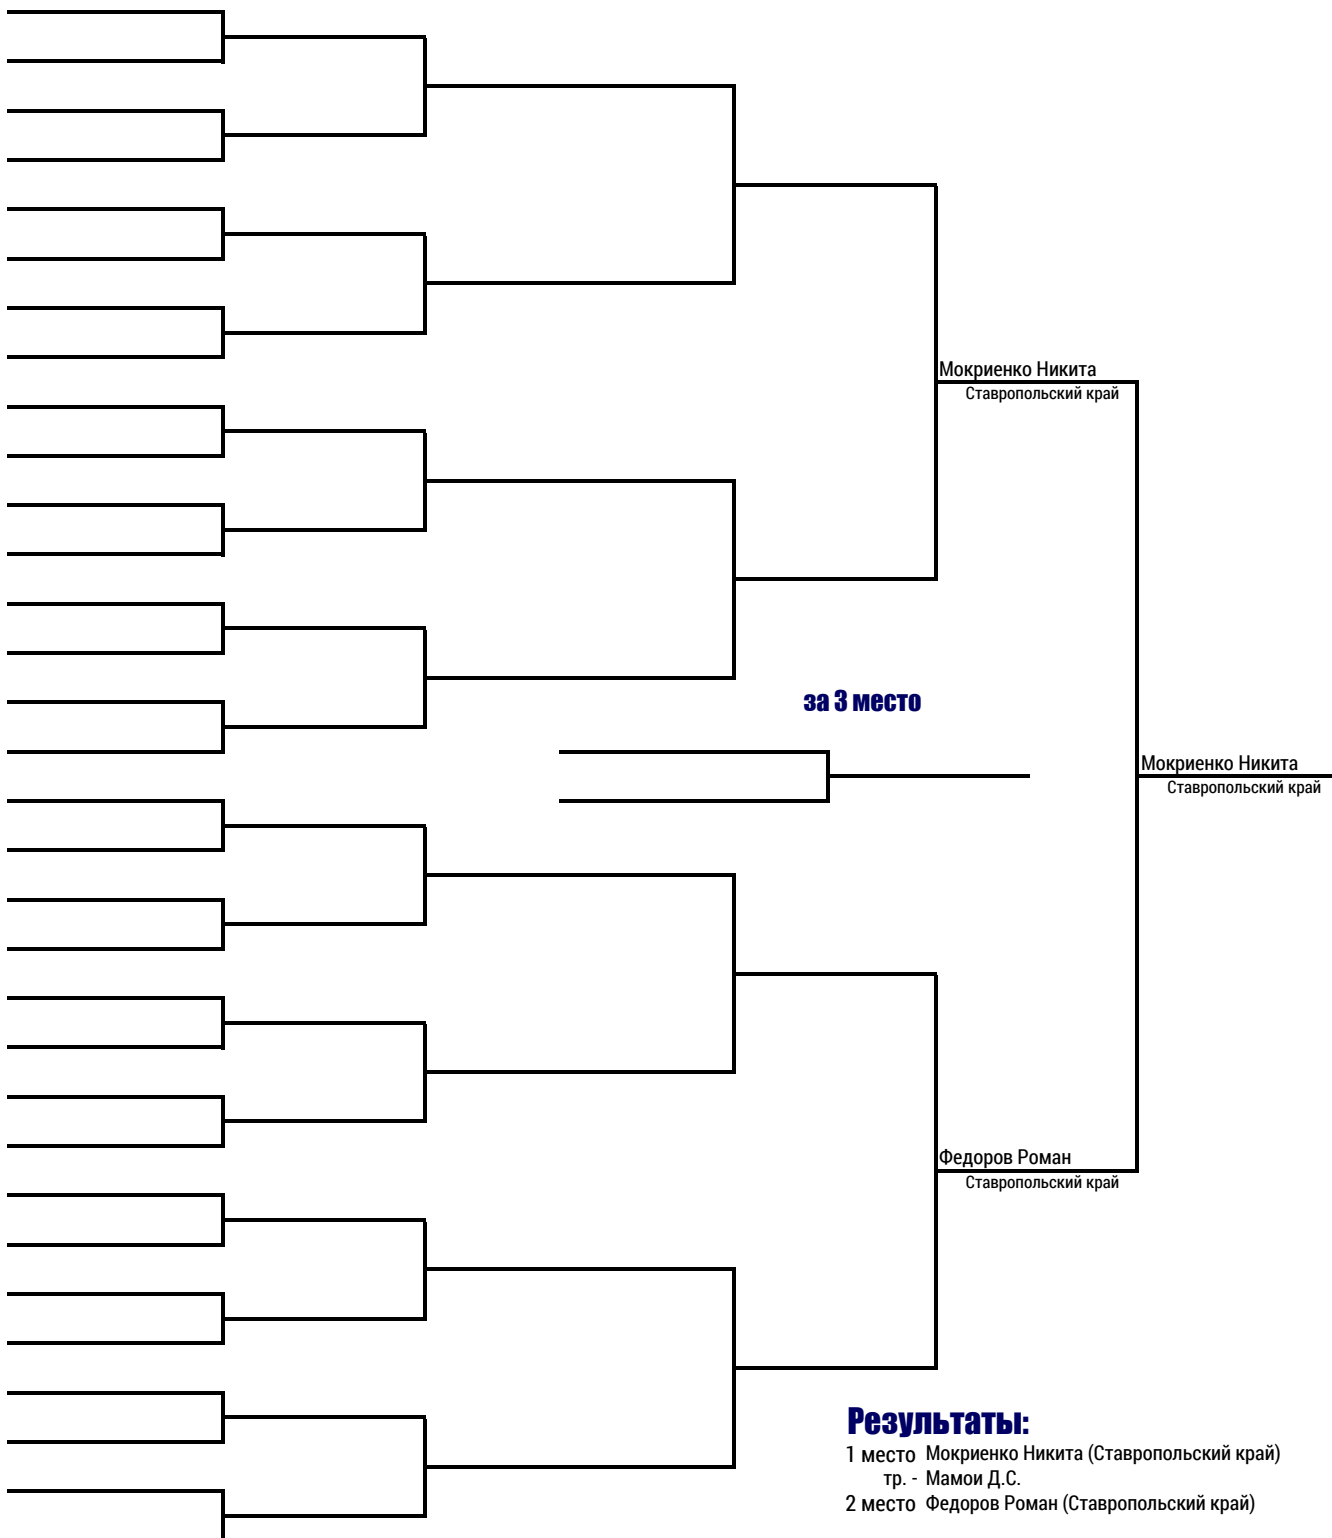 Мокриенко Никита
Ставропольский край
за 3 место
Мокриенко Никита
Ставропольский край
Федоров Роман
Ставропольский край
Результаты:
1 место Мокриенко Никита (Ставропольский край)
тр. - Мамои Д.С.
2 место Федоров Роман (Ставропольский край)